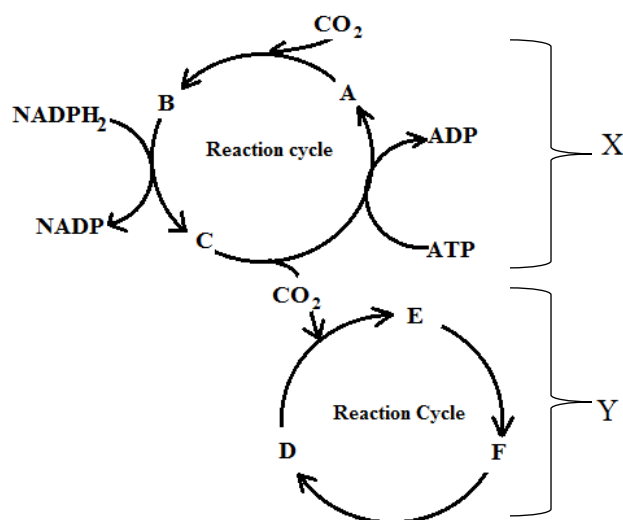 CO2
B
A
NADPH2
Reaction cycle
ADP
X
NADP
C
ATP
CO2
E
Reaction Cycle
Y
D
F